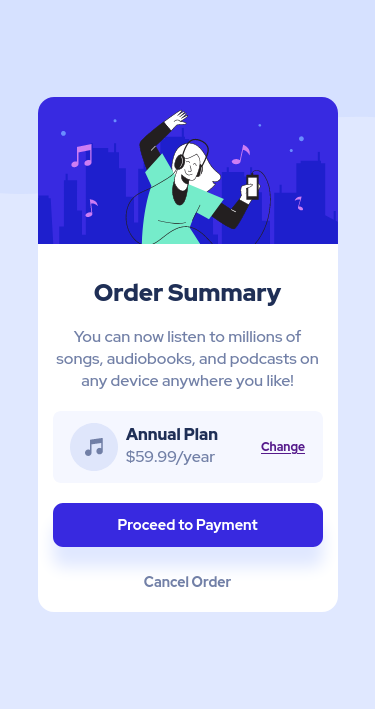 Order Summary
You can now listen to millions of
songs, audiobooks, and podcasts on
any device anywhere you like!
Annual Plan
$59.99/year
Change
Proceed to Payment
Cancel Order